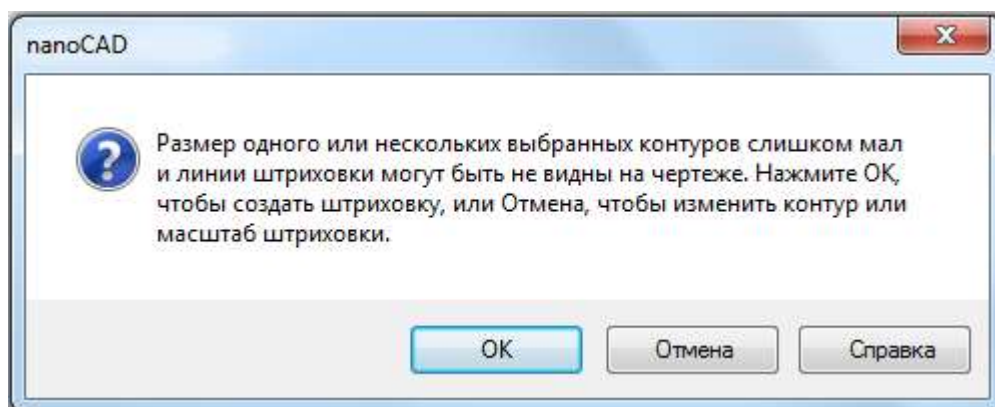 nanoCAD
Размер одного или нескольких выбранных контуров слишком мал
и линии штриховки могут быть не видны на чертеже. Нажмите ОК,
чтобы создать штриховку, или Отмена, чтобы изменить контур или
масштаб штриховки.
ОК Отмена Справка